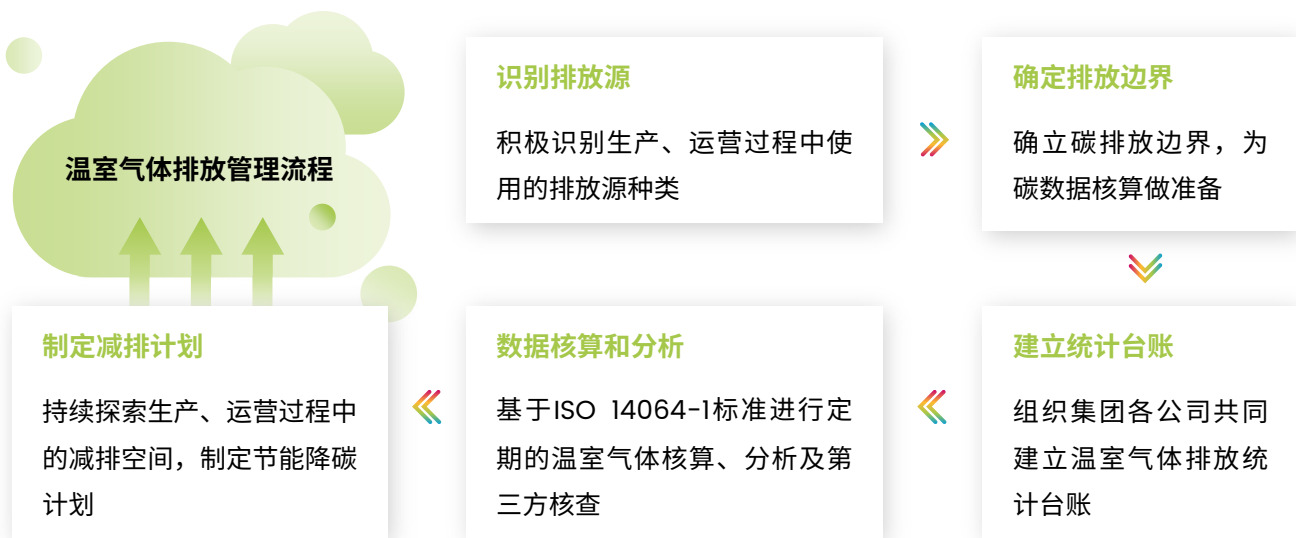 温室气体排放管理流程
识别排放源
积极识别生产、运营过程中使
用的排放源种类
确定排放边界
确立碳排放边界，为
碳数据核算做准备
建立统计台账
组织集团各公司共同
建立温室气体排放统
计台账
数据核算和分析
基于ISO 14064-1标准进行定
期的温室气体核算、分析及第
三方核查
制定减排计划
持续探索生产、运营过程中
的减排空间，制定节能降碳
计划